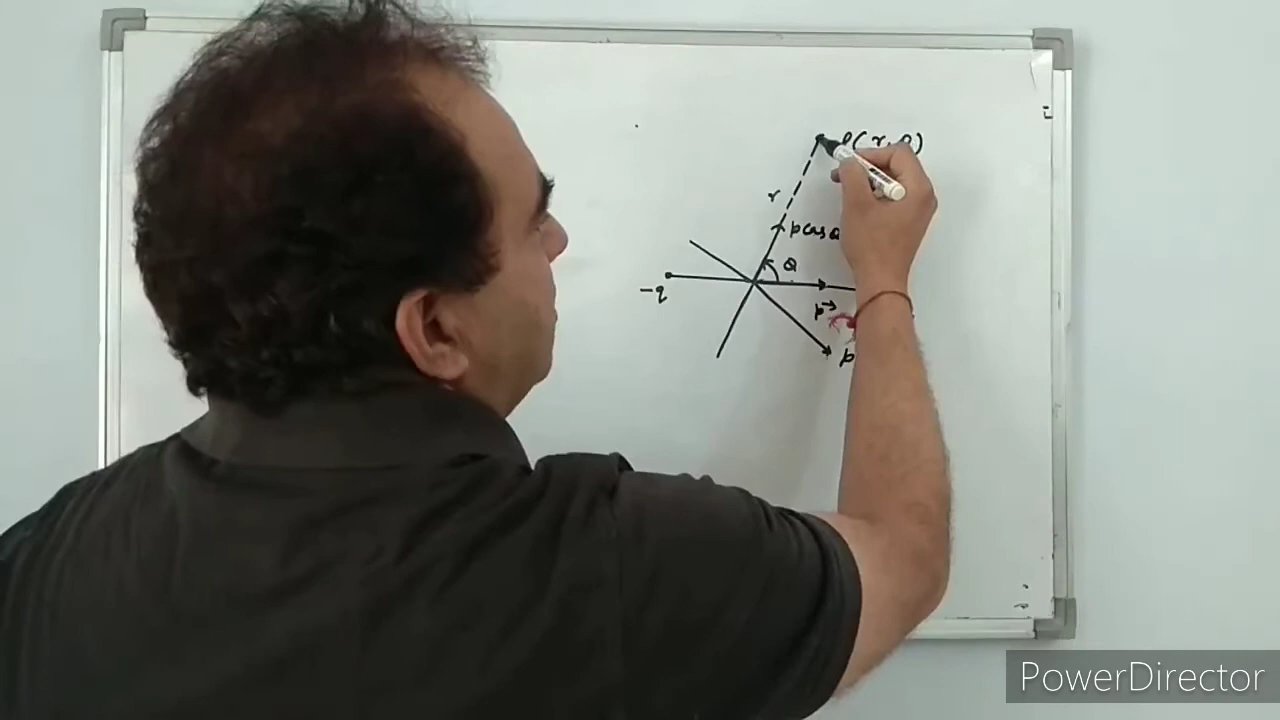 P(r, θ)
r
p cos θ
θ
-q
p⃗
p
PowerDirector